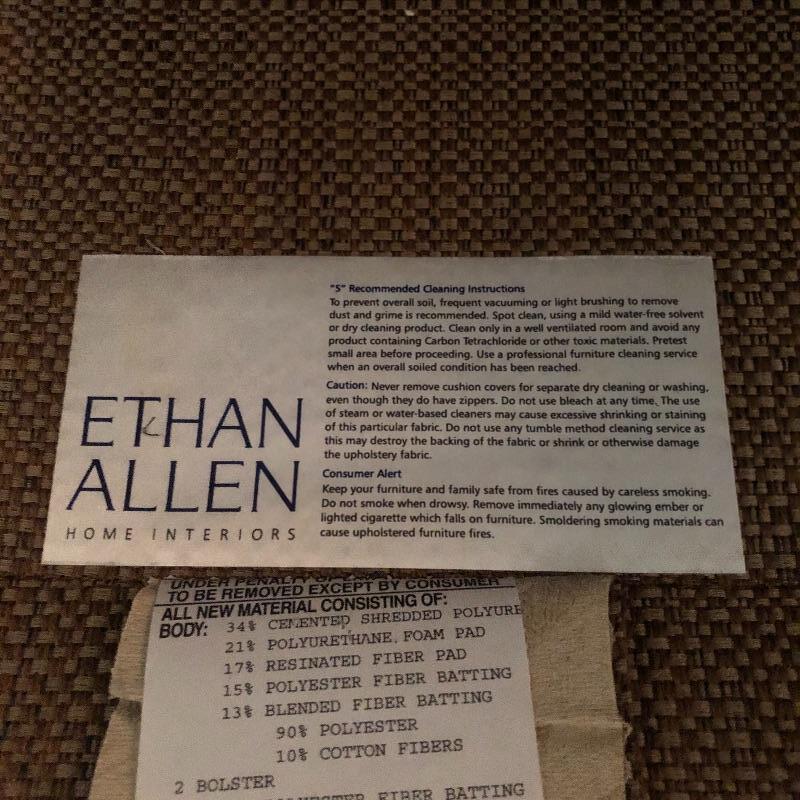 "S" Recommended Cleaning Instructions
To prevent overall soil, frequent vacuuming or light brushing to remove
dust and grime is recommended. Spot clean, using a mild water-free solvent
or dry cleaning product. Clean only in a well ventilated room and avoid any
product containing Carbon Tetrachloride or other toxic materials. Pretest
small area before proceeding. Use a professional furniture cleaning service
when an overall soiled condition has been reached.
Caution: Never remove cushion covers for separate dry cleaning or washing,
even though they do have zippers. Do not use bleach at any time. The use
of steam or water-based cleaners may cause excessive shrinking or staining
of this particular fabric. Do not use any tumble method cleaning service as
this may destroy the backing of the fabric or shrink or otherwise damage
the upholstery fabric.
Consumer Alert
Keep your furniture and family safe from fires caused by careless smoking.
Do not smoke when drowsy. Remove immediately any glowing ember or
lighted cigarette which falls on furniture. Smoldering smoking materials can
cause upholstered furniture fires.
ETHAN
ALLEN
HOME INTERIORS
UNDER PENALTY OF
TO BE REMOVED EXCEPT BY CONSUMER
ALL NEW MATERIAL CONSISTING OF:
BODY: 34% CEMENTED SHREDDED POLYURE
21% POLYURETHANE FOAM PAD
17% RESINATED FIBER PAD
15% POLYESTER FIBER BATTING
13% BLENDED FIBER BATTING
90% POLYESTER
10% COTTON FIBERS
2 BOLSTER
FIBER BATTING